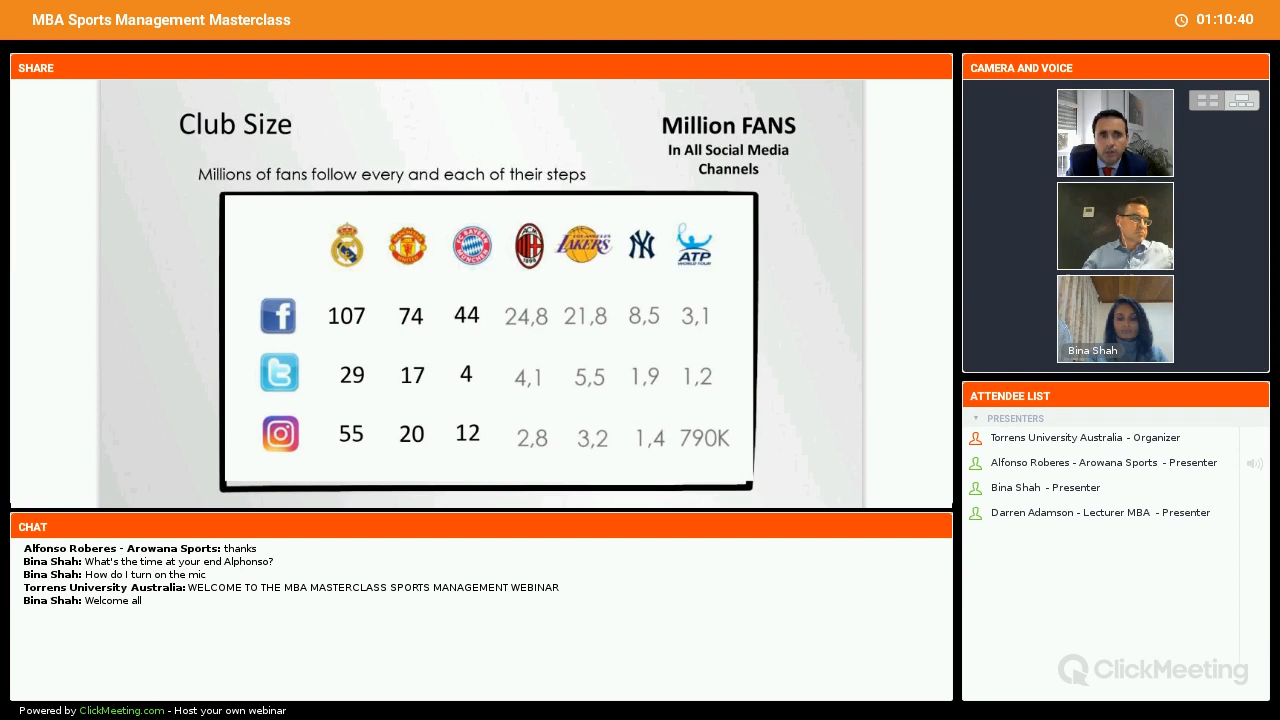 MBA Sports Management Masterclass
01:10:40
SHARE
Club Size
Million FANS
In All Social Media
Channels
Millions of fans follow every and each of their steps
LAKERS
ATP
WORLD TOUR
107 74 44 24,8 21,8 8,5 3,1
29 17 4 4,1 5,5 1,9 1,2
55 20 12 2,8 3,2 1,4 790K
CHAT
Alfonso Roberes - Arowana Sports: thanks
Bina Shah: What's the time at your end Alphonso?
Bina Shah: How do I turn on the mic
Torrens University Australia: WELCOME TO THE MBA MASTERCLASS SPORTS MANAGEMENT WEBINAR
Bina Shah: Welcome all
CAMERA AND VOICE
Bina Shah
ATTENDEE LIST
PRESENTERS
Torrens University Australia - Organizer
Alfonso Roberes - Arowana Sports - Presenter
Bina Shah - Presenter
Darren Adamson - Lecturer MBA - Presenter
ClickMeeting
Powered by ClickMeeting.com - Host your own webinar